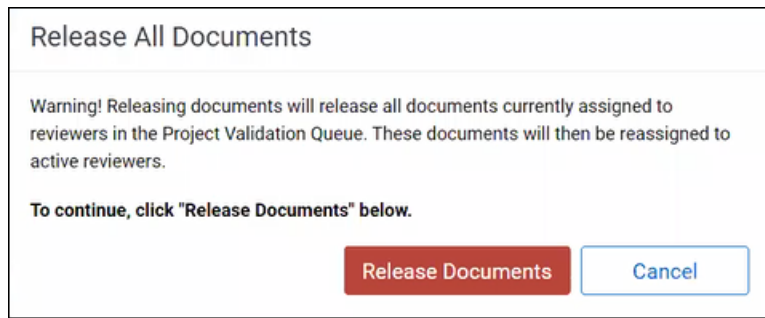 Release All Documents
Warning! Releasing documents will release all documents currently assigned to
reviewers in the Project Validation Queue. These documents will then be reassigned to
active reviewers.
To continue, click "Release Documents" below.
Release Documents
Cancel